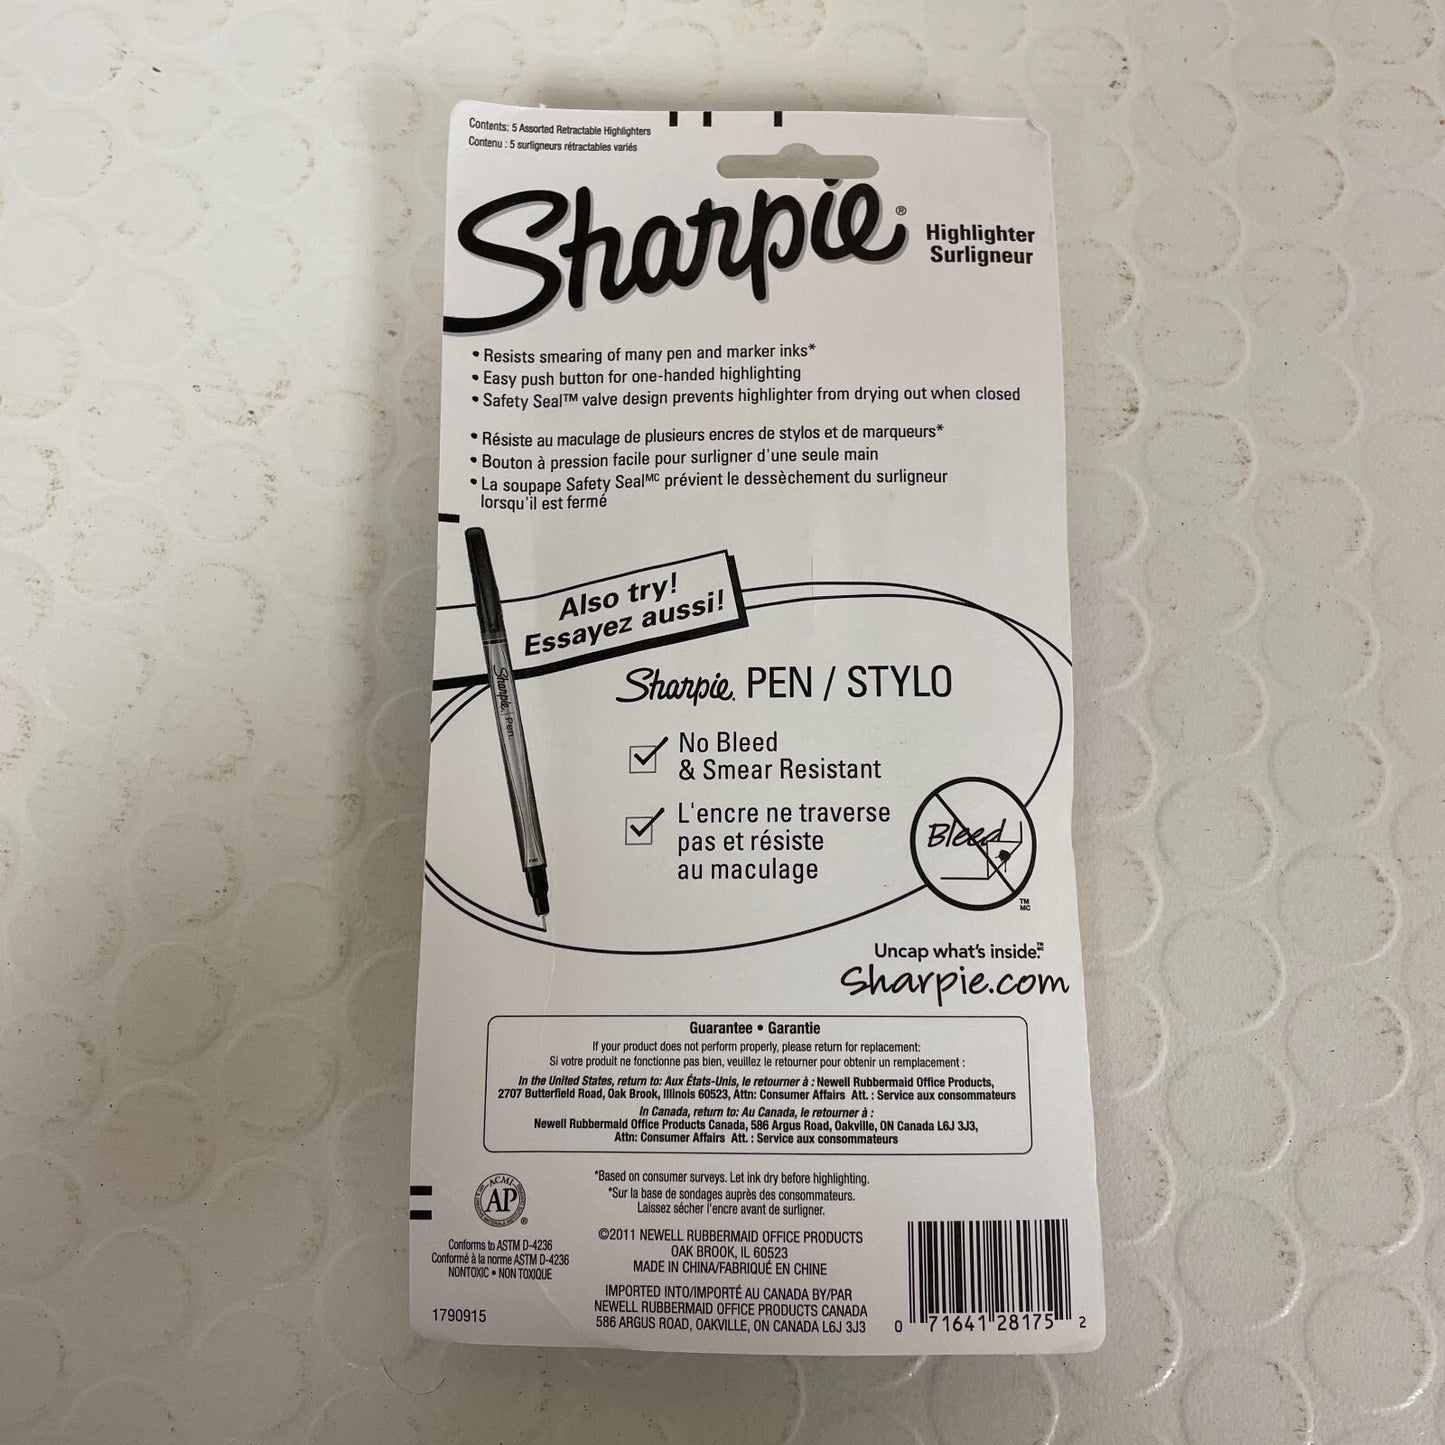 Contents: 5 Assorted Retractable Highlighters
Contenu : 5 surligneurs rétractables variés
Sharpie®
Highlighter
Surligneur
• Resists smearing of many pen and marker inks*
• Easy push button for one-handed highlighting
• Safety Seal™ valve design prevents highlighter from drying out when closed
• Résiste au maculage de plusieurs encres de stylos et de marqueurs*
• Bouton à pression facile pour surligner d'une seule main
• La soupape Safety Seal MC prévient le dessèchement du surligneur
lorsqu'il est fermé
Also try!
Essayez aussi!
Sharpie. Pen.
Sharpie. PEN / STYLO
No Bleed
& Smear Resistant
L'encre ne traverse
pas et résiste
au maculage
Bleed
TM
MC
Uncap what's inside.™
Sharpie.com
Guarantee • Garantie
If your product does not perform properly, please return for replacement:
Si votre produit ne fonctionne pas bien, veuillez le retourner pour obtenir un remplacement :
In the United States, return to: Aux États-Unis, le retourner à : Newell Rubbermaid Office Products,
2707 Butterfield Road, Oak Brook, Illinois 60523, Attn: Consumer Affairs Att. : Service aux consommateurs
In Canada, return to: Au Canada, le retourner à :
Newell Rubbermaid Office Products Canada, 586 Argus Road, Oakville, ON Canada L6J 3J3,
Attn: Consumer Affairs Att. : Service aux consommateurs
ACMI
AP
®
Conforms to ASTM D-4236
Conformé à la norme ASTM D-4236
NONTOXIC • NON TOXIQUE
1790915
*Based on consumer surveys. Let ink dry before highlighting.
*Sur la base de sondages auprès des consommateurs.
Laissez sécher l'encre avant de surligner.
©2011 NEWELL RUBBERMAID OFFICE PRODUCTS
OAK BROOK, IL 60523
MADE IN CHINA/FABRIQUÉ EN CHINE
IMPORTED INTO/IMPORTÉ AU CANADA BY/PAR
NEWELL RUBBERMAID OFFICE PRODUCTS CANADA
586 ARGUS ROAD, OAKVILLE, ON CANADA L6J 3J3
0 71641 28175 2